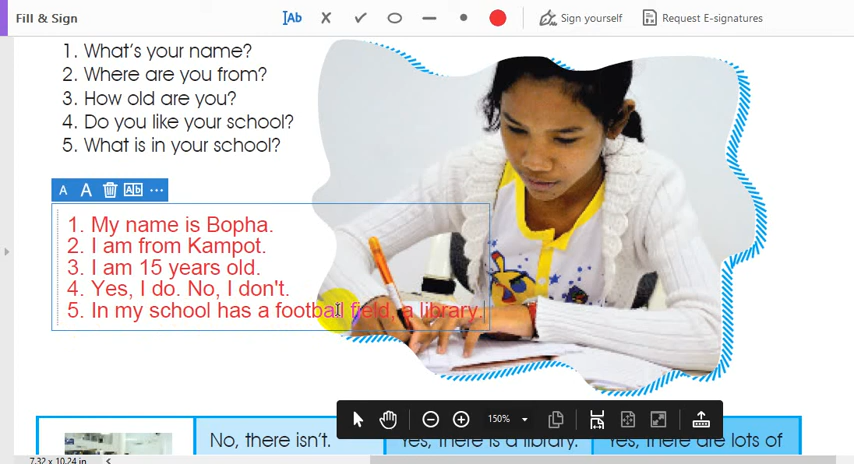 Fill & Sign
Ab
Sign yourself
Request E-signatures
1. What's your name?
2. Where are you from?
3. How old are you?
4. Do you like your school?
5. What is in your school?
A A Ab
1. My name is Bopha.
2. I am from Kampot.
3. I am 15 years old.
4. Yes, I do. No, I don't.
5. In my school has a football field, a library.
150%
No, there isn't.
Yes, there is a library.
Yes, there are lots of
7.32 x 10.24 in